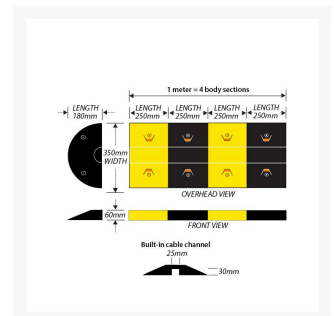 1 meter = 4 body sections
LENGTH
180mm
LENGTH
250mm
LENGTH
250mm
LENGTH
250mm
LENGTH
250mm
350mm
WIDTH
OVERHEAD VIEW
60mm
FRONT VIEW
Built-in cable channel
25mm
30mm